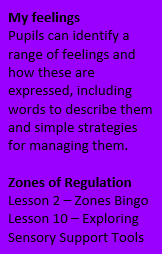 My feelings
Pupils can identify a
range of feelings and
how these are
expressed, including
words to describe them
and simple strategies
for managing them.

Zones of Regulation
Lesson 2 – Zones Bingo
Lesson 10 – Exploring
Sensory Support Tools